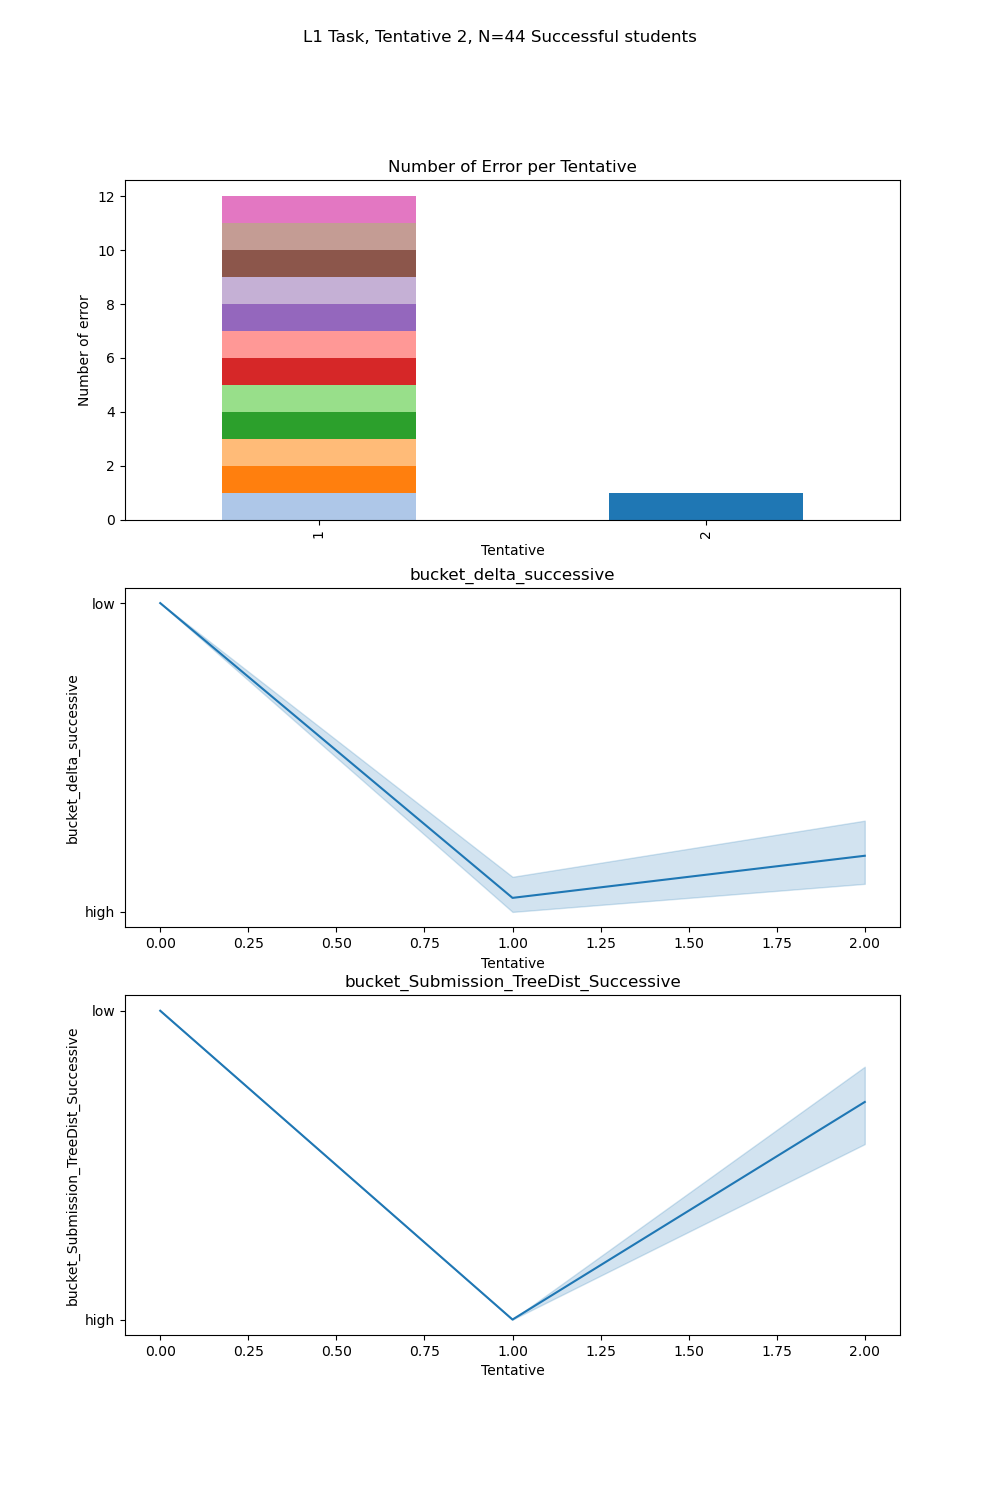 L1 Task, Tentative 2, N=44 Successful students
Number of Error per Tentative
12
10
8
6
4
2
0
Number of error
1
2
Tentative
bucket_delta_successive
low
high
bucket_delta_successive
0.00 0.25 0.50 0.75 1.00 1.25 1.50 1.75 2.00
Tentative
bucket_Submission_TreeDist_Successive
low
high
bucket_Submission_TreeDist_Successive
0.00 0.25 0.50 0.75 1.00 1.25 1.50 1.75 2.00
Tentative